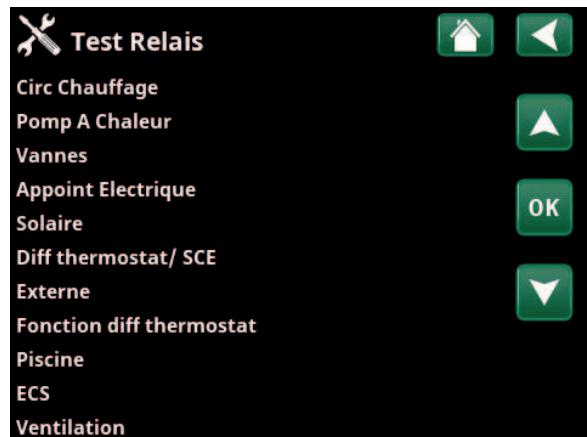 Test Relais
Circ Chauffage
Pomp A Chaleur
Vannes
Appoint Electrique
OK
Solaire
Diff thermostat/ SCE
Externe
Fonction diff thermostat
Piscine
ECS
Ventilation